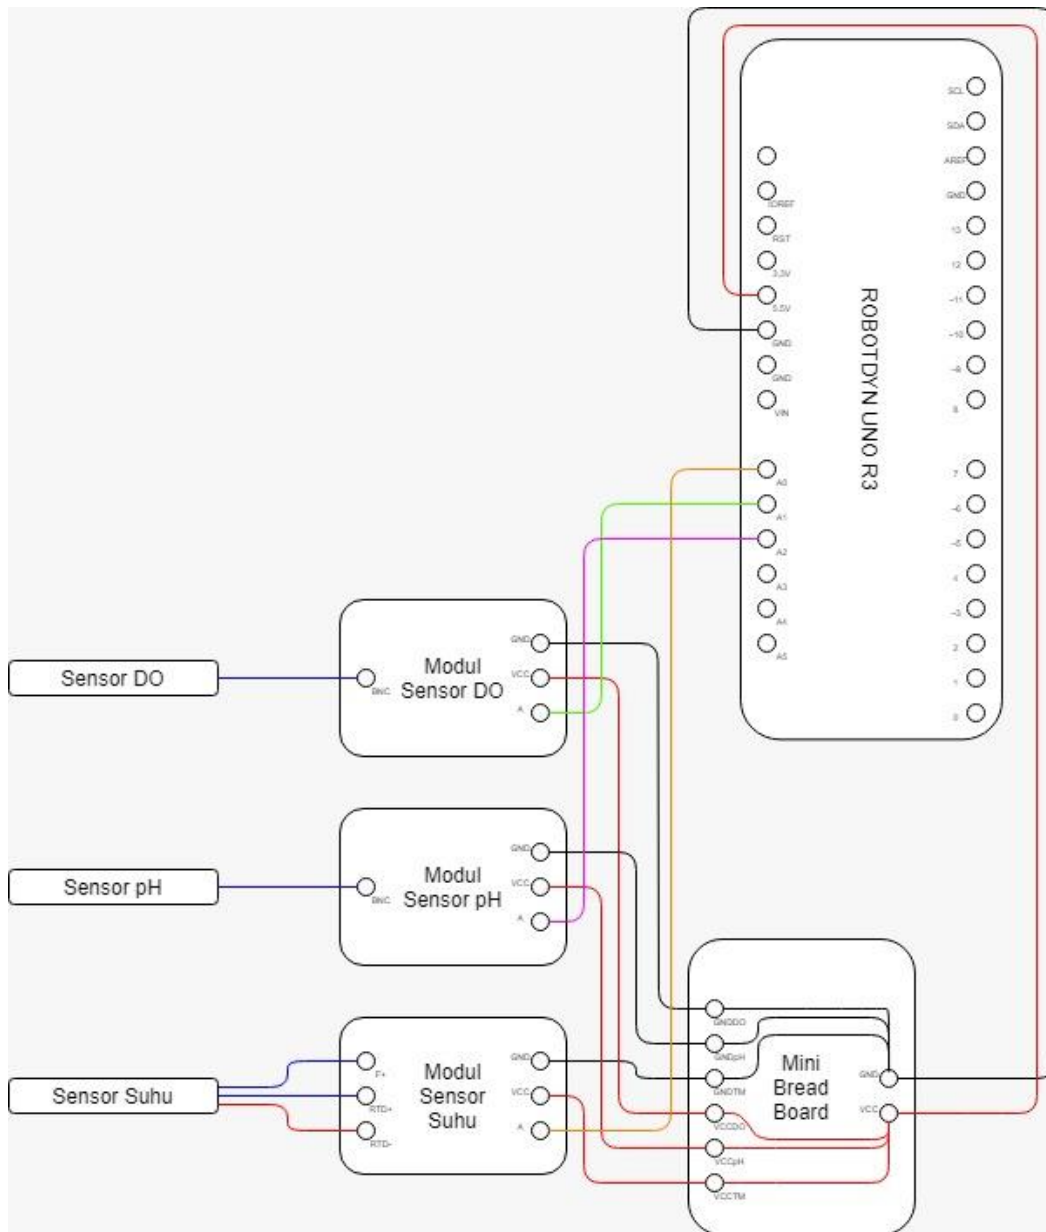 SCL
SDA
AREF
GND
IOREF
13
RST
12
3,3V
~11
5,5V
~10
GND
~9
GND
8
VIN
ROBOTDYN UNO R3
A0
7
A1
~6
A2
~5
A3
4
A4
~3
A5
2
1
0
Sensor DO
BNC
Modul
Sensor DO
GND
VCC
A
Sensor pH
BNC
Modul
Sensor pH
GND
VCC
A
Sensor Suhu
F+
RTD+
RTD-
Modul
Sensor
Suhu
GND
VCC
A
GNDDO
GNDpH
GNDTM
VCCDO
VCCpH
VCCTM
Mini
Bread
Board
GND
VCC